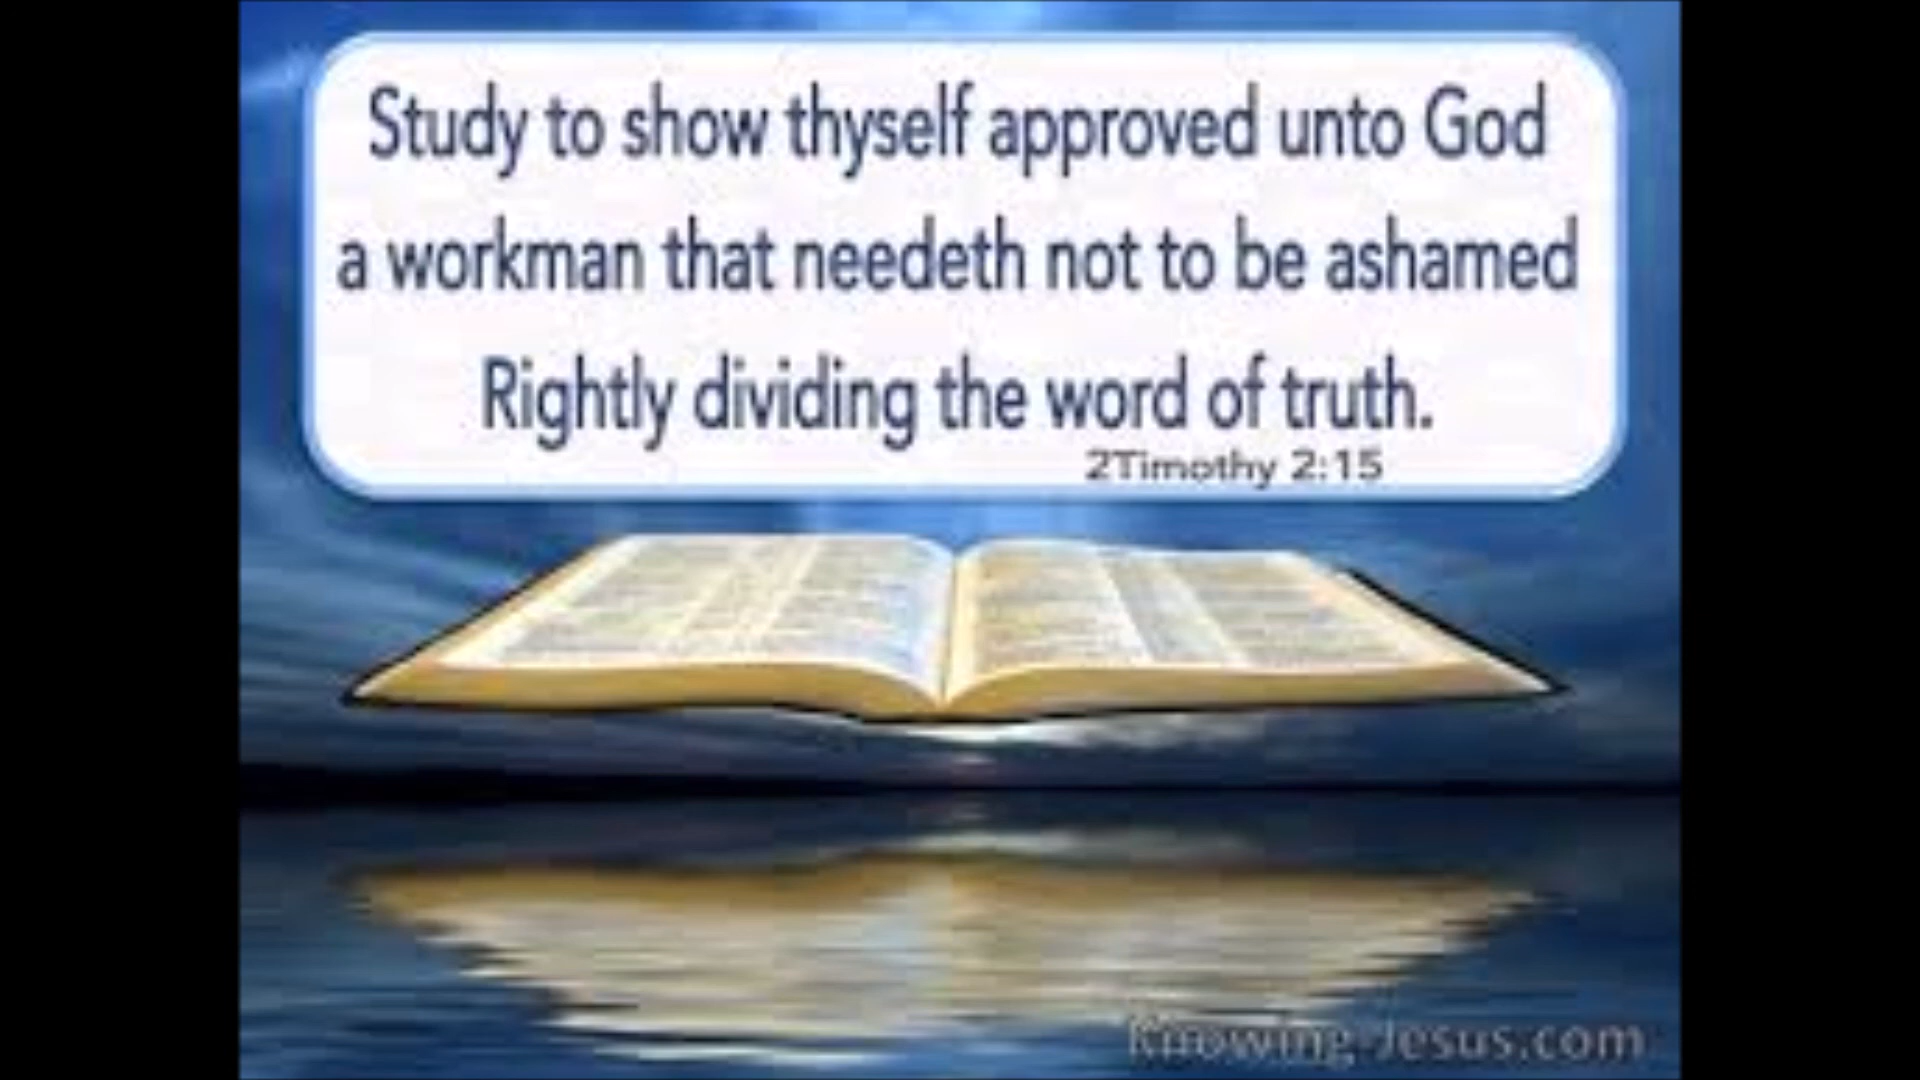 Study to show thyself approved unto God
a workman that needeth not to be ashamed
Rightly dividing the word of truth.
2Timothy 2:15
Knowing-Jesus.com